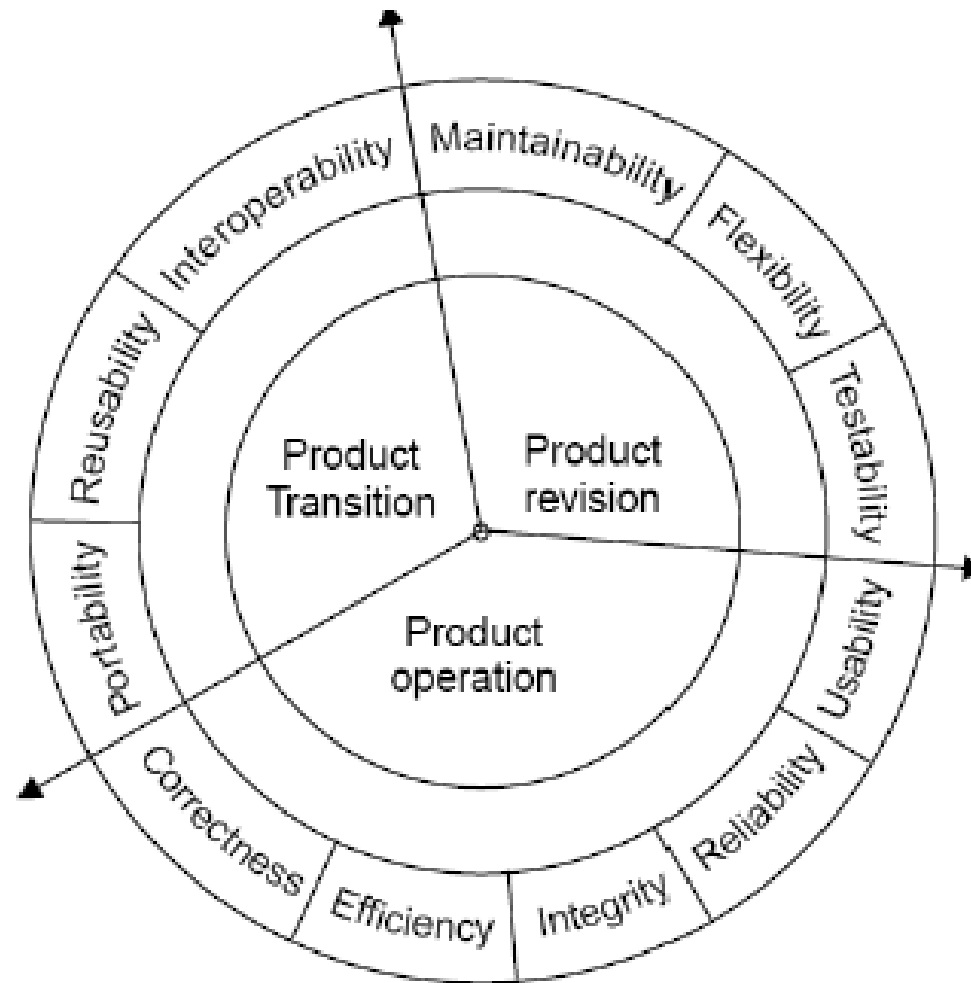 Maintainability
Flexibility
Testability
Usability
Reliability
Integrity
Efficiency
Correctness
Portability
Reusability
Interoperability
Product
Transition
Product
revision
Product
operation